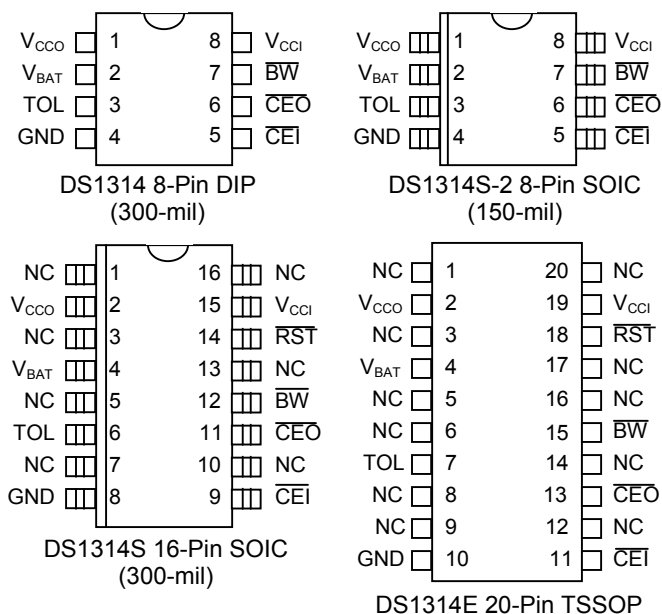 VCCO 1 8 VCCI
VBAT 2 7 BW
TOL 3 6 CEO
GND 4 5 CEI
DS1314 8-Pin DIP
(300-mil)
VCCO 1 8 VCCI
VBAT 2 7 BW
TOL 3 6 CEO
GND 4 5 CEI
DS1314S-2 8-Pin SOIC
(150-mil)
NC 1 16 NC
VCCO 2 15 VCCI
NC 3 14 RST
VBAT 4 13 NC
NC 5 12 BW
TOL 6 11 CEO
NC 7 10 NC
GND 8 9 CEI
DS1314S 16-Pin SOIC
(300-mil)
NC 1 20 NC
VCCO 2 19 VCCI
NC 3 18 RST
VBAT 4 17 NC
NC 5 16 NC
NC 6 15 BW
TOL 7 14 NC
NC 8 13 CEO
NC 9 12 NC
GND 10 11 CEI
DS1314E 20-Pin TSSOP